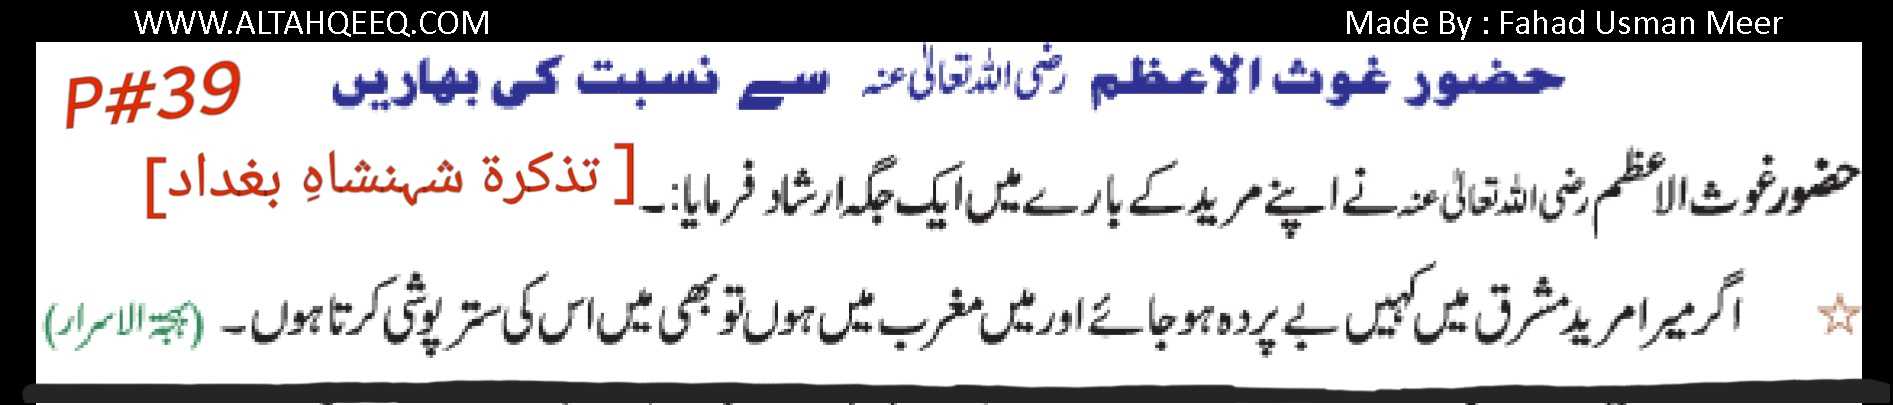 WWW.ALTAHQEEQ.COM Made By : Fahad Usman Meer
حضور غوث الاعظم رضی اللہ تعالیٰ عنہ سے نسبت کی بہاریں P#39
حضور غوث الاعظم رضی اللہ تعالیٰ عنہ نے اپنے مرید کے بارے میں ایک جگہ ارشاد فرمایا:۔ [تذکرۃ شہنشاہِ بغداد]
☆ اگر میرا مرید مشرق میں کہیں بے پردہ ہو جائے اور میں مغرب میں ہوں تو بھی میں اس کی ستر پوشی کرتا ہوں۔ (بہجۃ الاسرار)